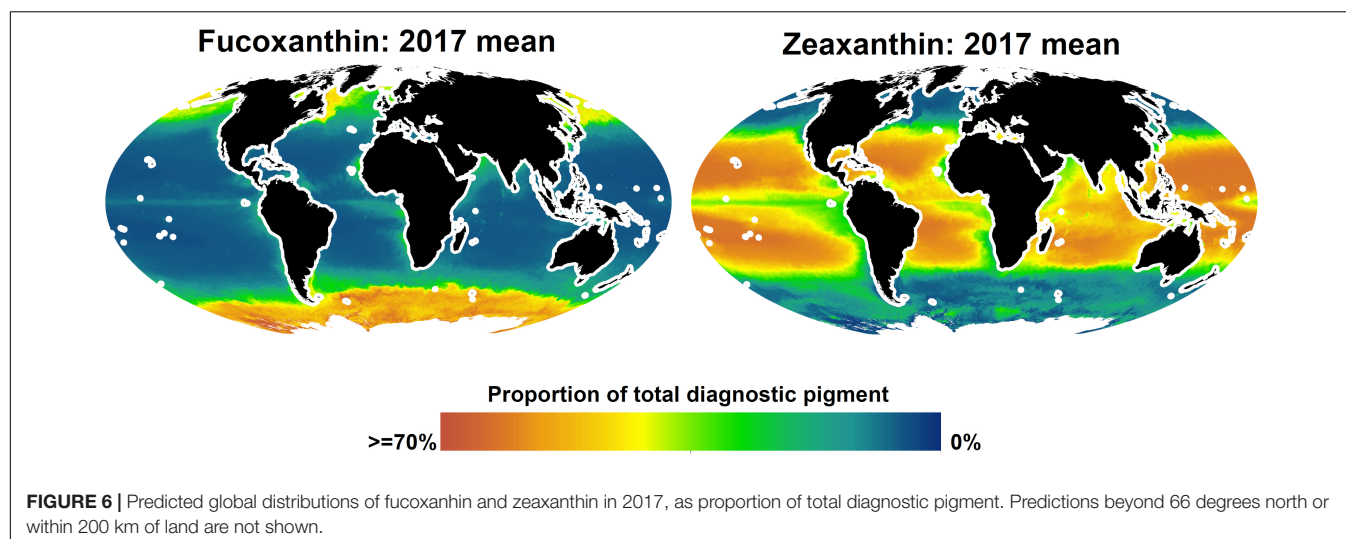 Fucoxanthin: 2017 mean
Zeaxanthin: 2017 mean
Proportion of total diagnostic pigment
>=70%
0%
FIGURE 6 | Predicted global distributions of fucoxanhin and zeaxanthin in 2017, as proportion of total diagnostic pigment. Predictions beyond 66 degrees north or
within 200 km of land are not shown.